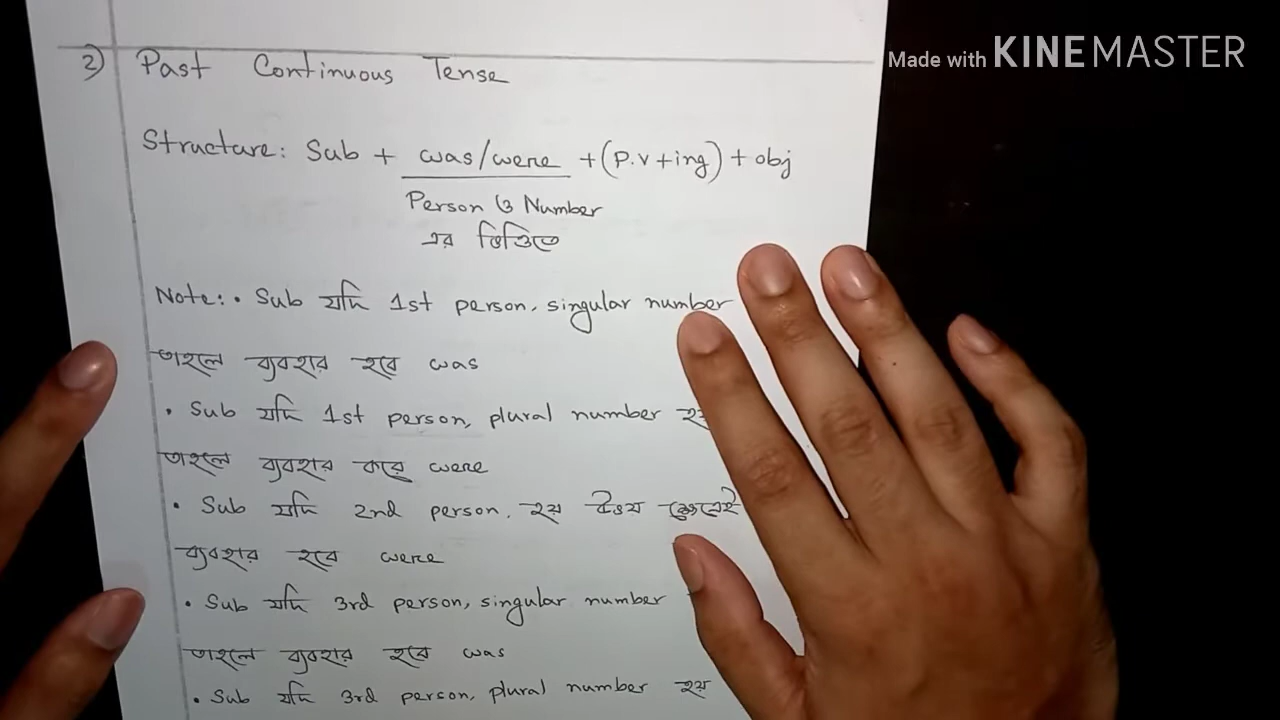 Made with KINEMASTER
2) Past Continuous Tense
Structure: Sub + was/were + (P.V+ing) + obj
Person ও Number
এর ভিত্তিতে
Note: • Sub যদি 1st person, singular number
তাহলে ব্যবহার হবে was
• Sub যদি 1st person, plural number হয়
তাহলে ব্যবহার করে were
• Sub যদি 2nd person, হয় উভয় ক্ষেত্রেই
ব্যবহার হবে were
• Sub যদি 3rd person, singular number
তাহলে ব্যবহার হবে was
• Sub যদি 3rd person, plural number হয়